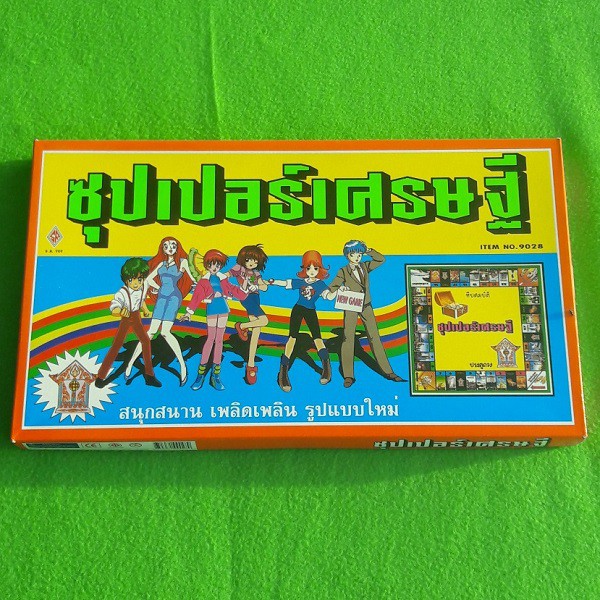 ซุปเปอร์เศรษฐี
ITEM NO.9028
NEW GAME
ซุปเปอร์เศรษฐี
สนุกสนาน เพลิดเพลิน รูปแบบใหม่
ซุปเปอร์เศรษฐี